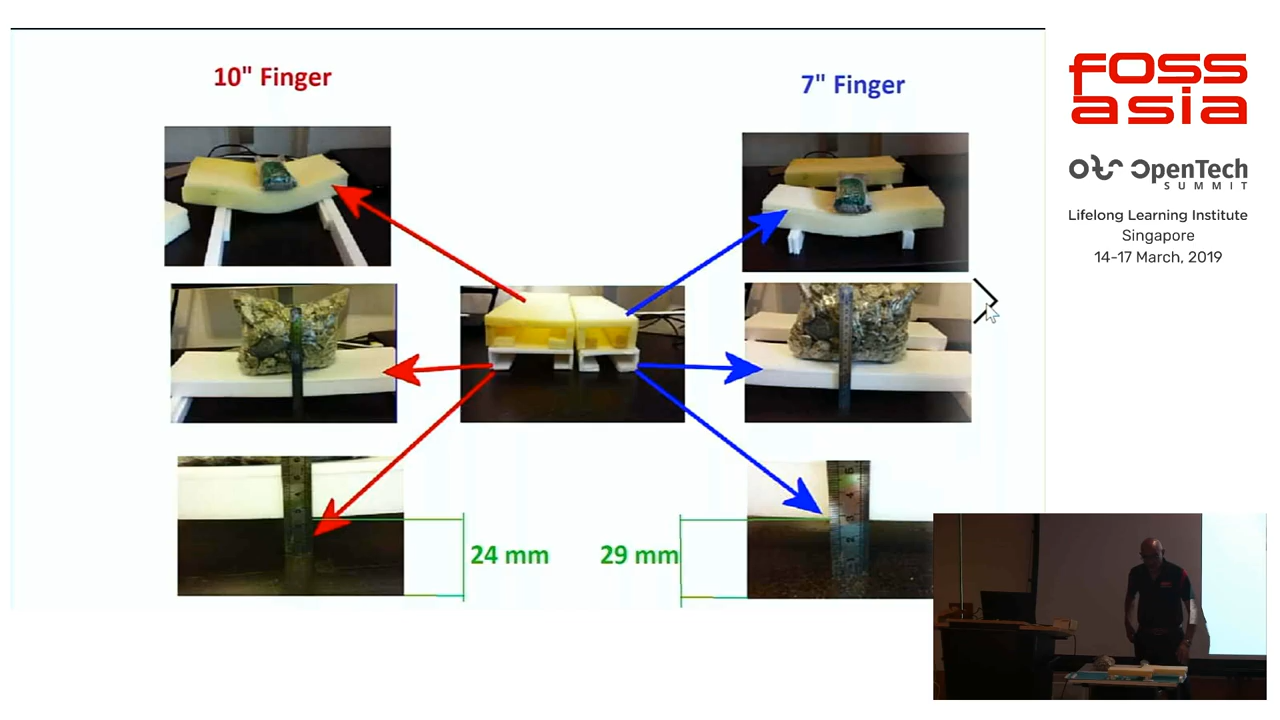 10" Finger
7" Finger
24 mm
29 mm
foss
asia
OpenTech
SUMMIT
Lifelong Learning Institute
Singapore
14-17 March, 2019